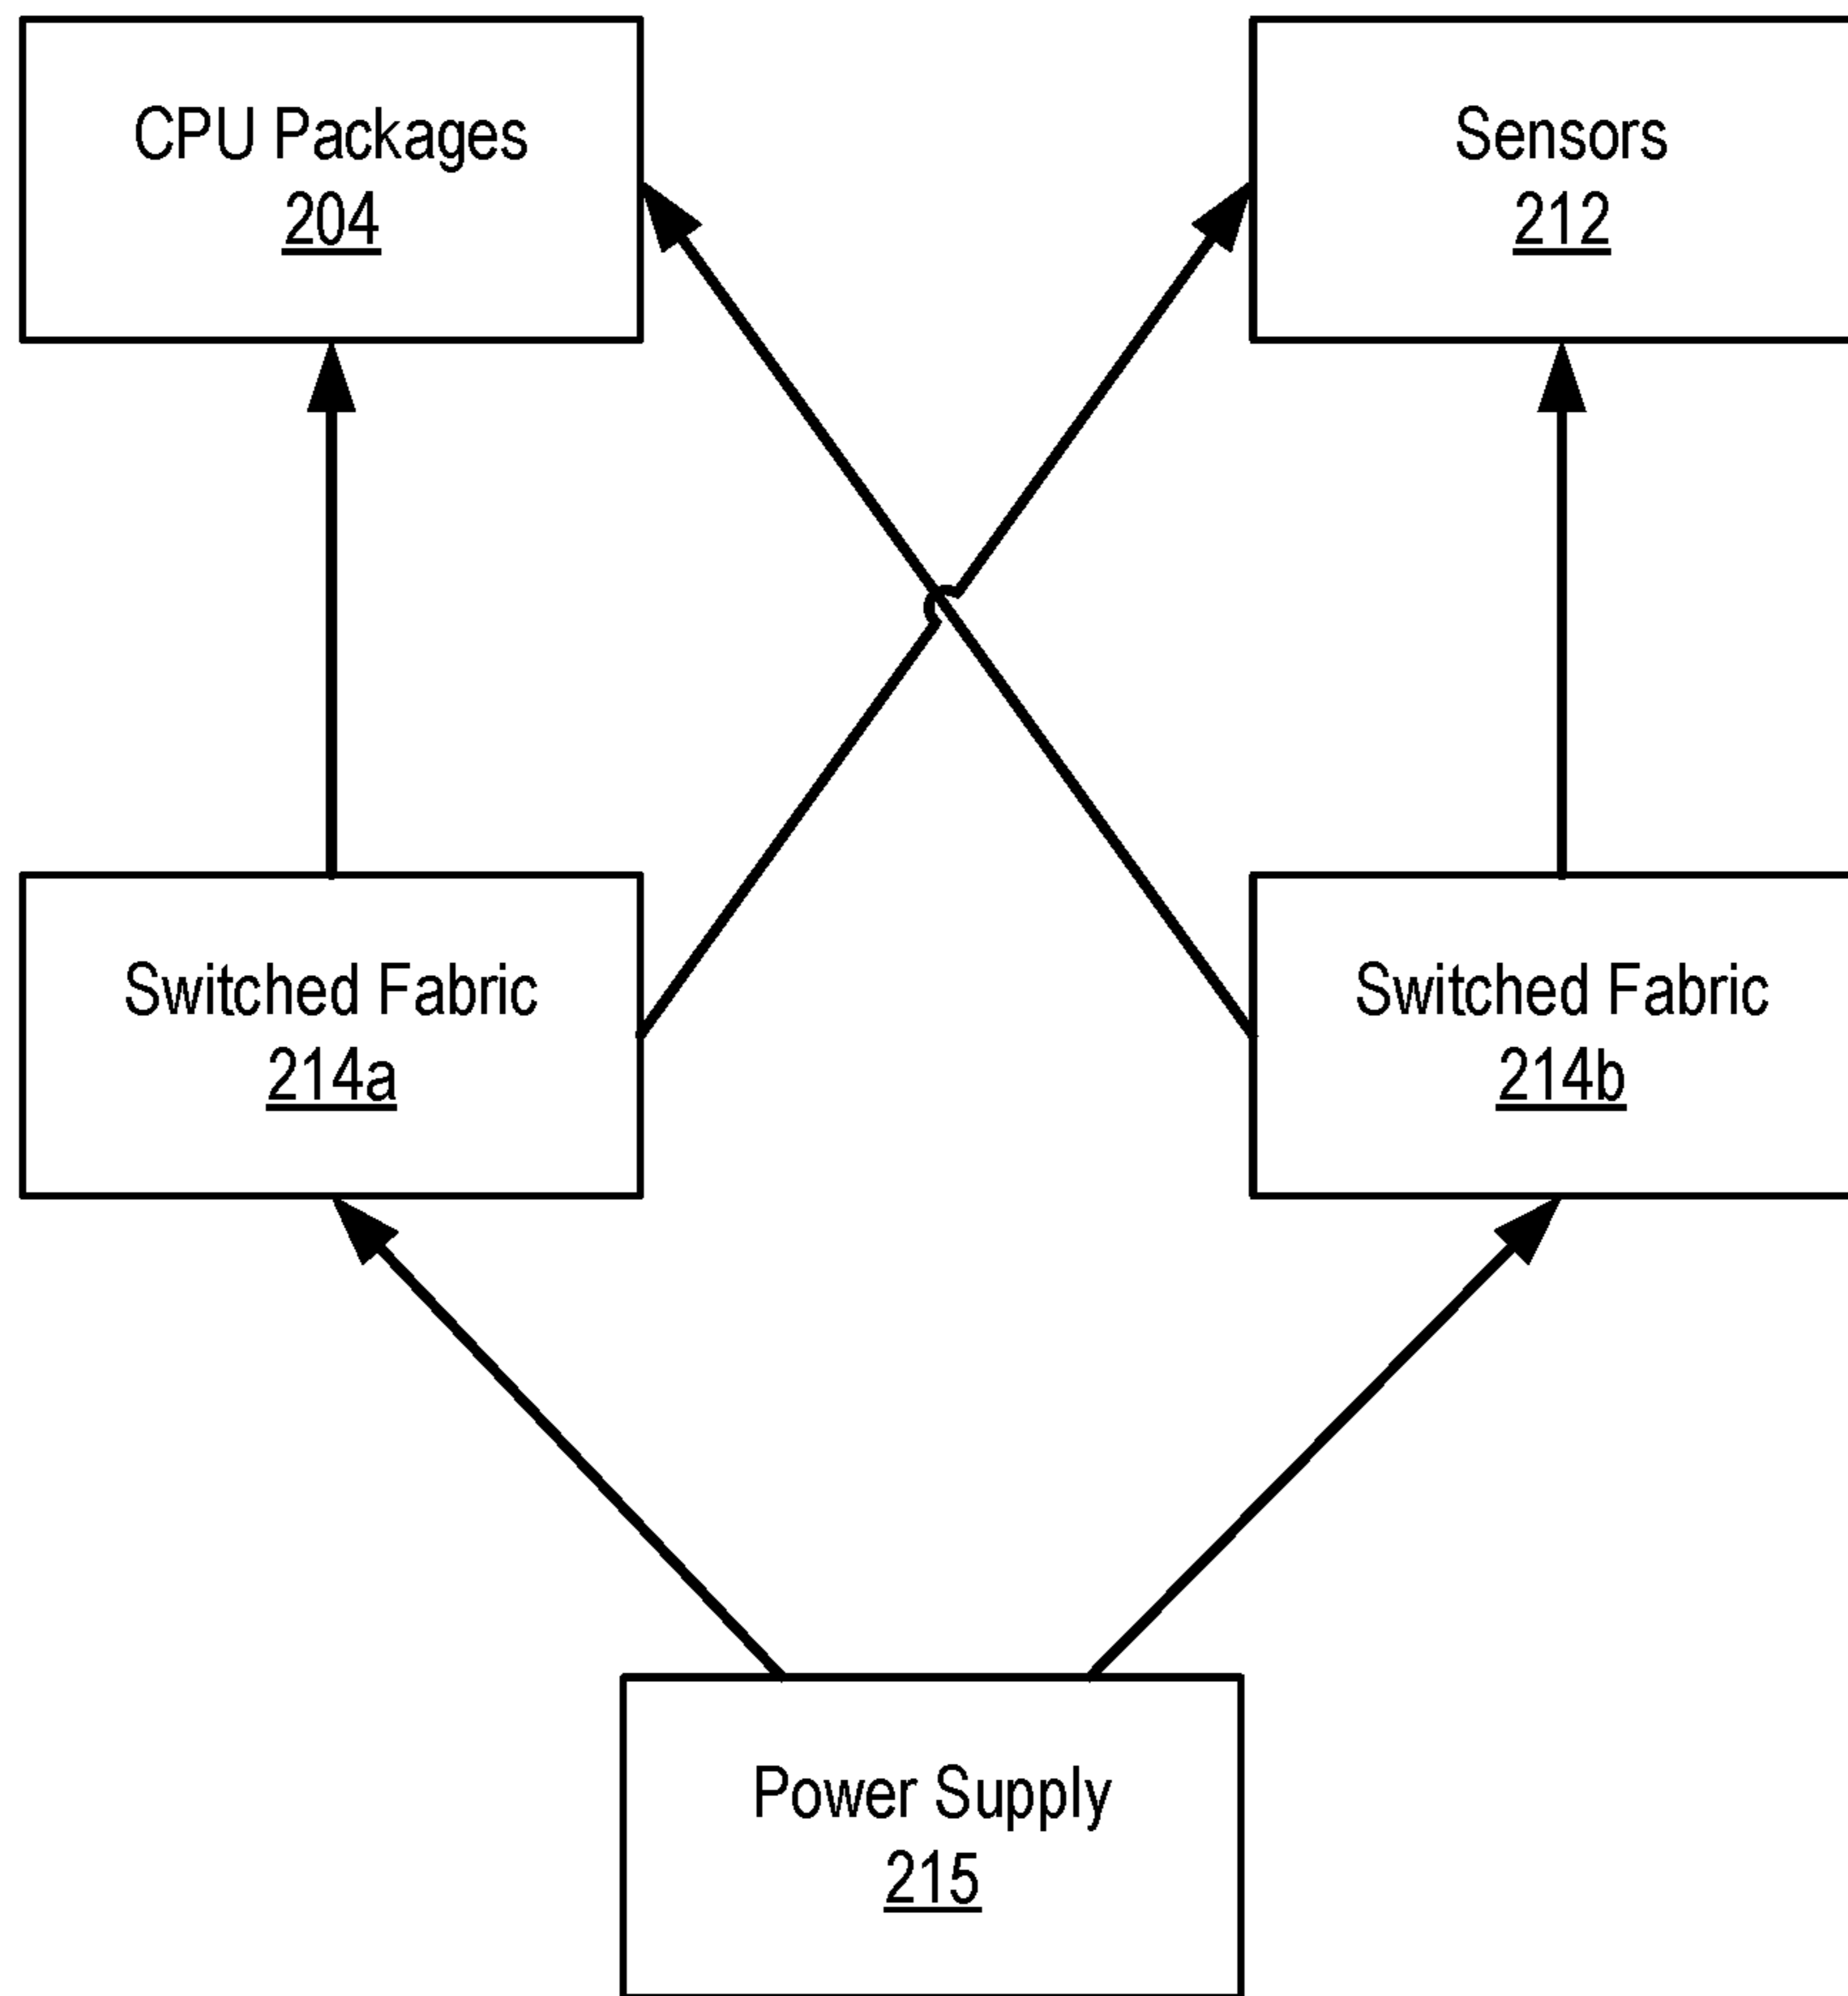 CPU Packages
204
Sensors
212
Switched Fabric
214a
Switched Fabric
214b
Power Supply
215